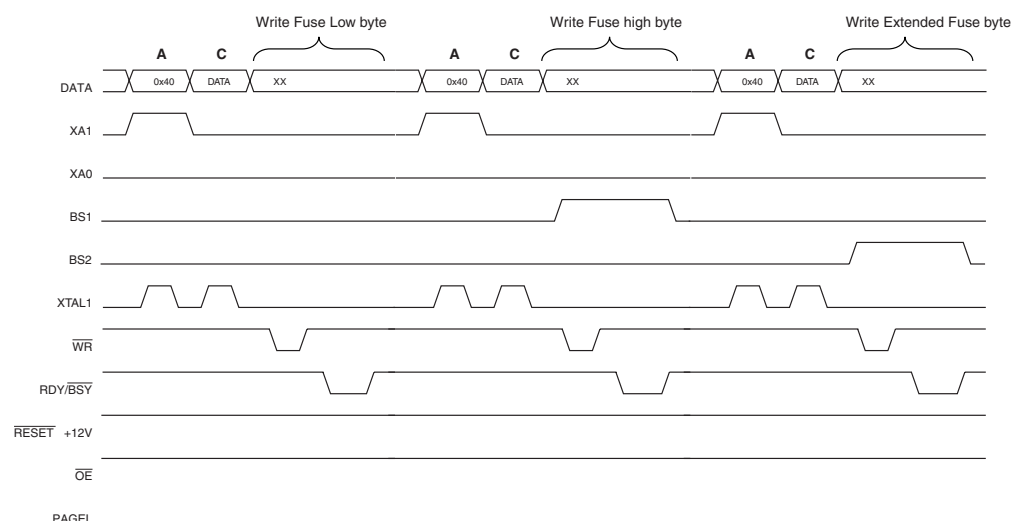 Write Fuse Low byte Write Fuse high byte Write Extended Fuse byte
A C A C A C
DATA 0x40 DATA XX 0x40 DATA XX 0x40 DATA XX
XA1
XA0
BS1
BS2
XTAL1
WR
RDY/BSY
RESET +12V
OE
PAGEL